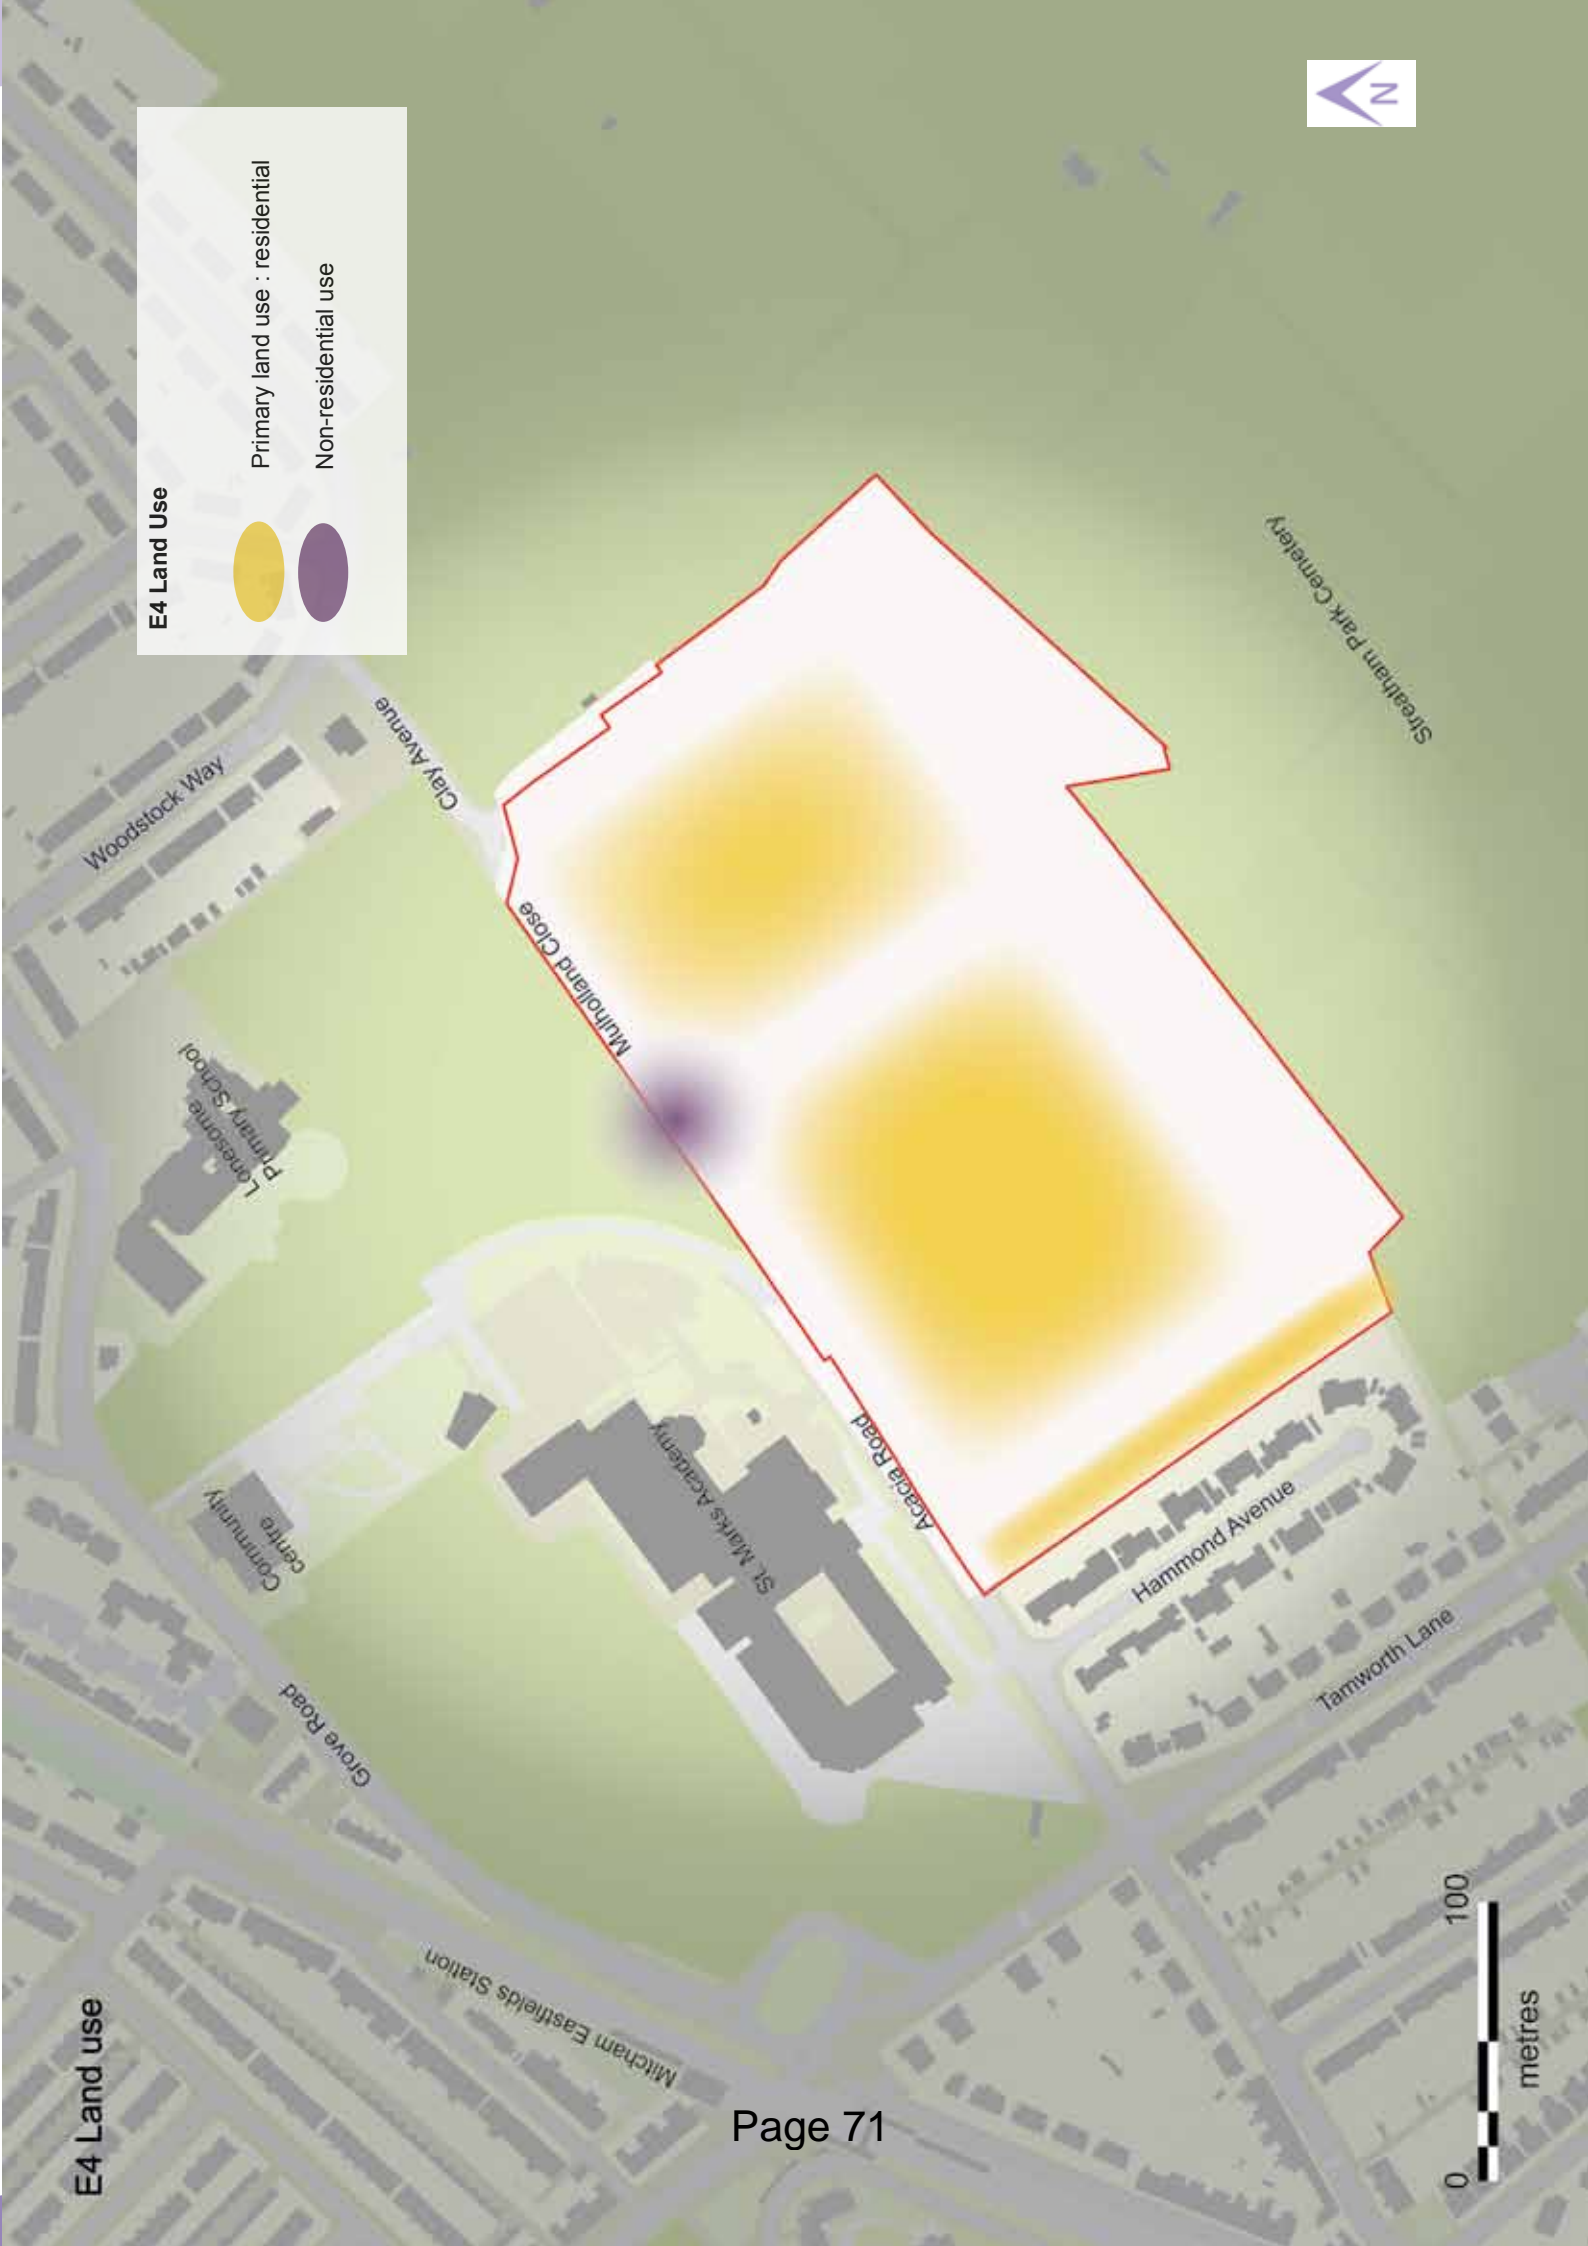 E4 Land use
E4 Land Use
Primary land use : residential
Non-residential use
N
Woodstock Way
Clay Avenue
Mulholland Close
Lonesome
Primary School
Community
centre
St. Marks Academy
Acacia Road
Grove Road
Hammond Avenue
Tamworth Lane
Streatham Park Cemetery
Mitcham Eastfields Station
0
100
metres
Page 71